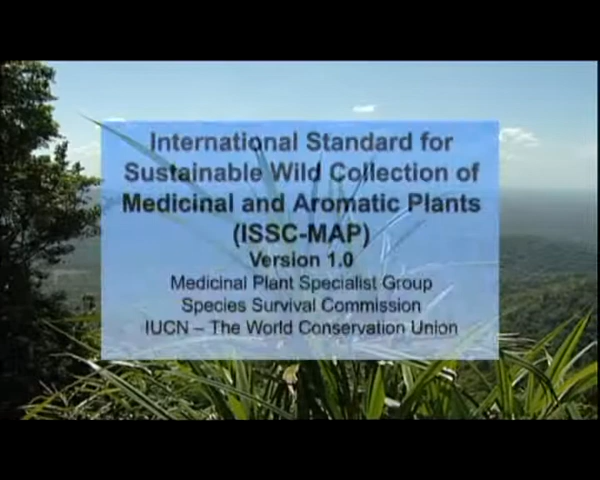 International Standard for
Sustainable Wild Collection of
Medicinal and Aromatic Plants
(ISSC-MAP)
Version 1.0
Medicinal Plant Specialist Group
Species Survival Commission
IUCN – The World Conservation Union